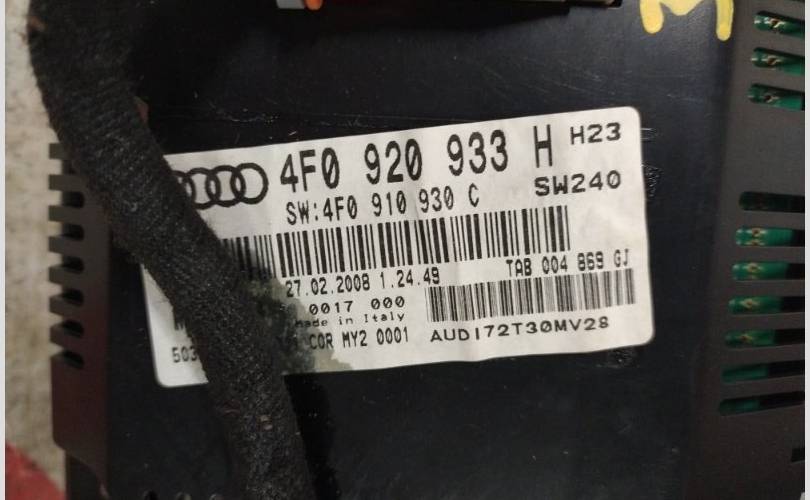 4F0 920 933 H H23
SW:4F0 910 930 C SW240
27.02.2008 1.24.49 TAB 004 869 GJ
0017 000
Made in Italy
COR MY2 0001 AUDI72T30MV28